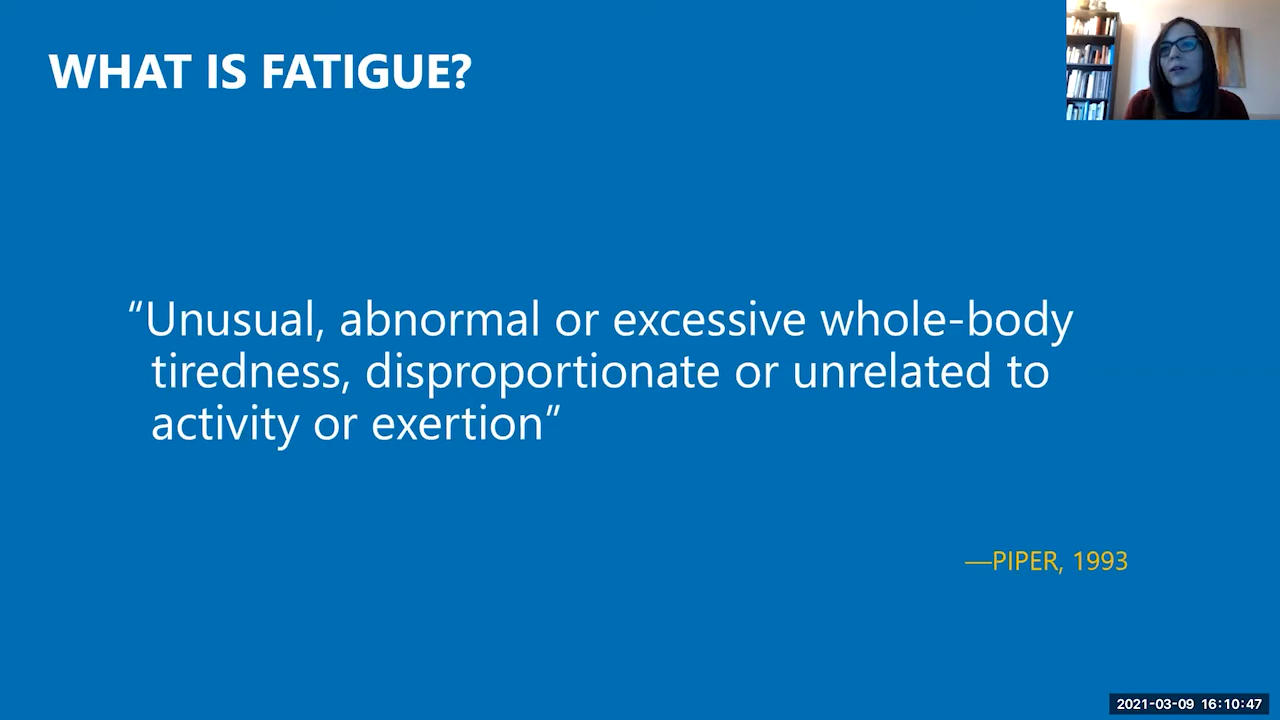 WHAT IS FATIGUE?
“Unusual, abnormal or excessive whole-body
tiredness, disproportionate or unrelated to
activity or exertion”
—PIPER, 1993
2021-03-09 16:10:47